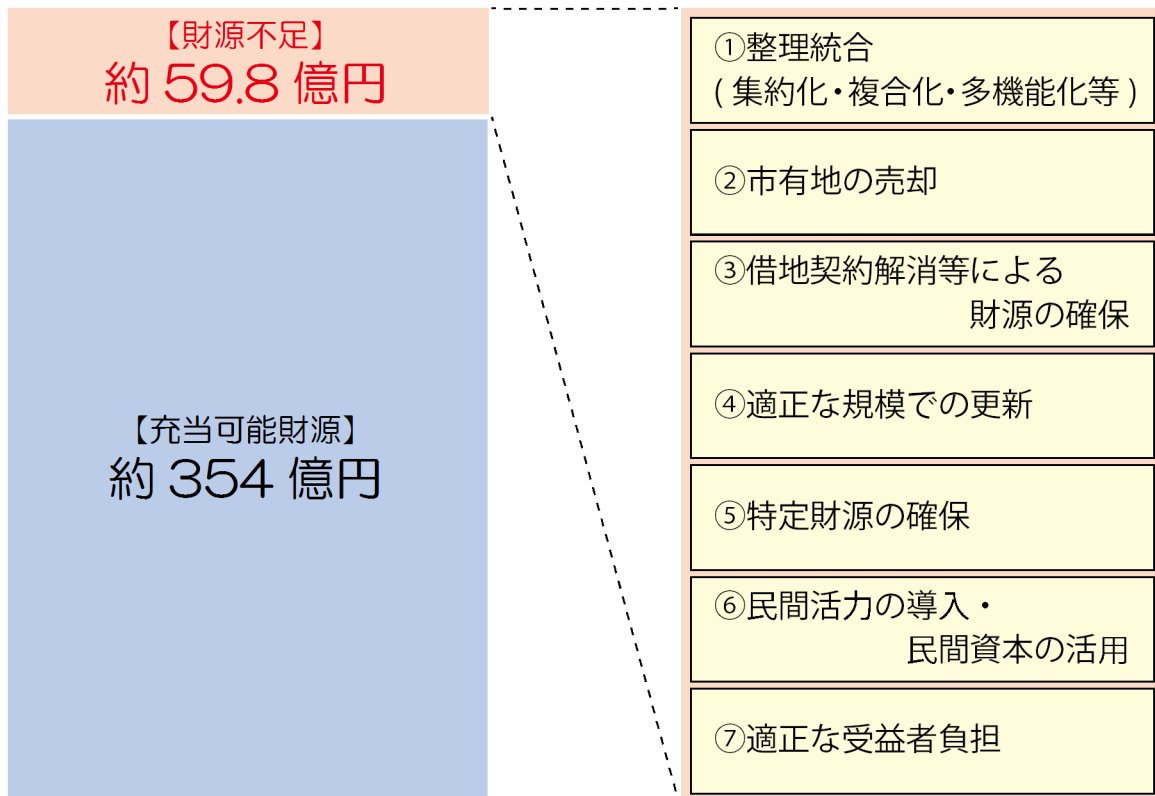 【財源不足】
約 59.8 億円
【充当可能財源】
約 354 億円
①整理統合
( 集約化・複合化・多機能化等 )
②市有地の売却
③借地契約解消等による
財源の確保
④適正な規模での更新
⑤特定財源の確保
⑥民間活力の導入・
民間資本の活用
⑦適正な受益者負担